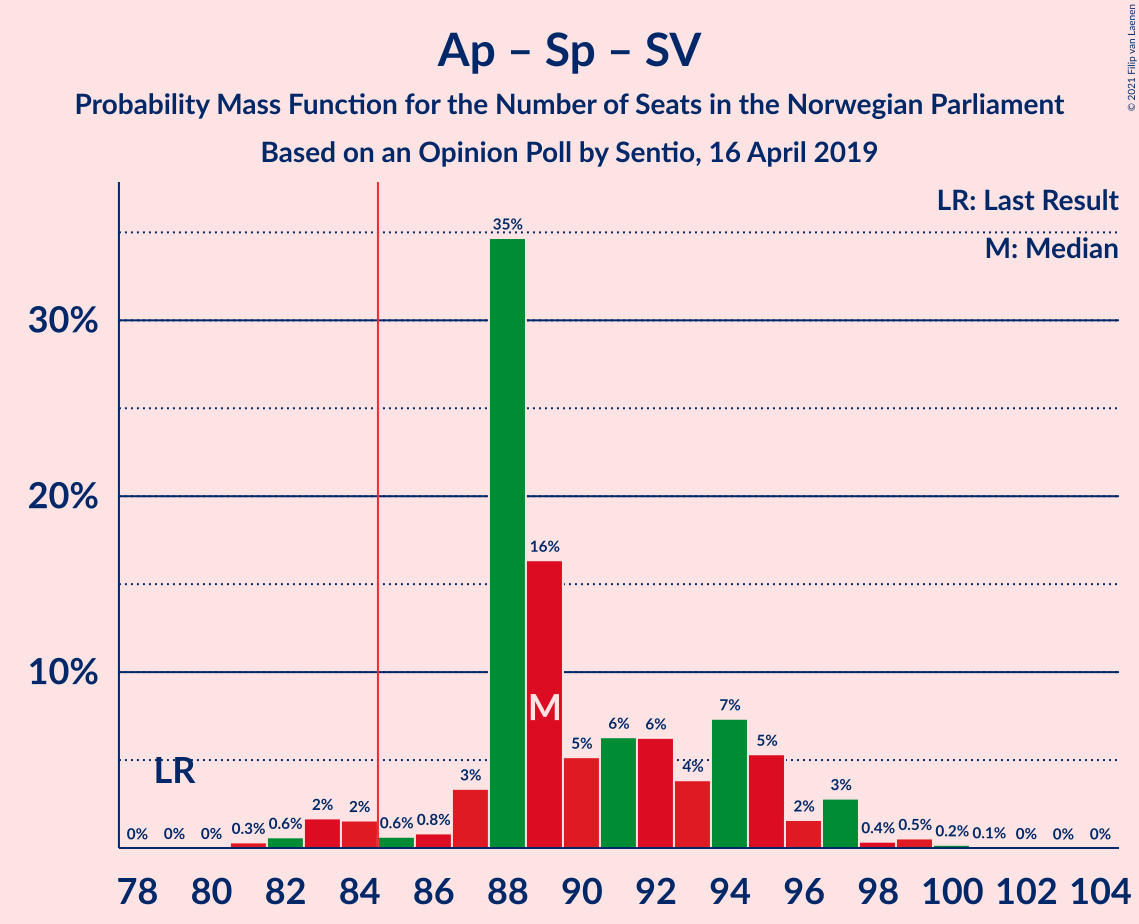 Ap – Sp – SV
Probability Mass Function for the Number of Seats in the Norwegian Parliament
Based on an Opinion Poll by Sentio, 16 April 2019
© 2021 Filip van Laenen
LR: Last Result
M: Median
30%
20%
10%
LR
M
0% 0% 0% 0.3% 0.6% 2% 2% 0.6% 0.8% 3% 35% 16% 5% 6% 6% 4% 7% 5% 2% 3% 0.4% 0.5% 0.2% 0.1% 0% 0% 0%
78 80 82 84 86 88 90 92 94 96 98 100 102 104